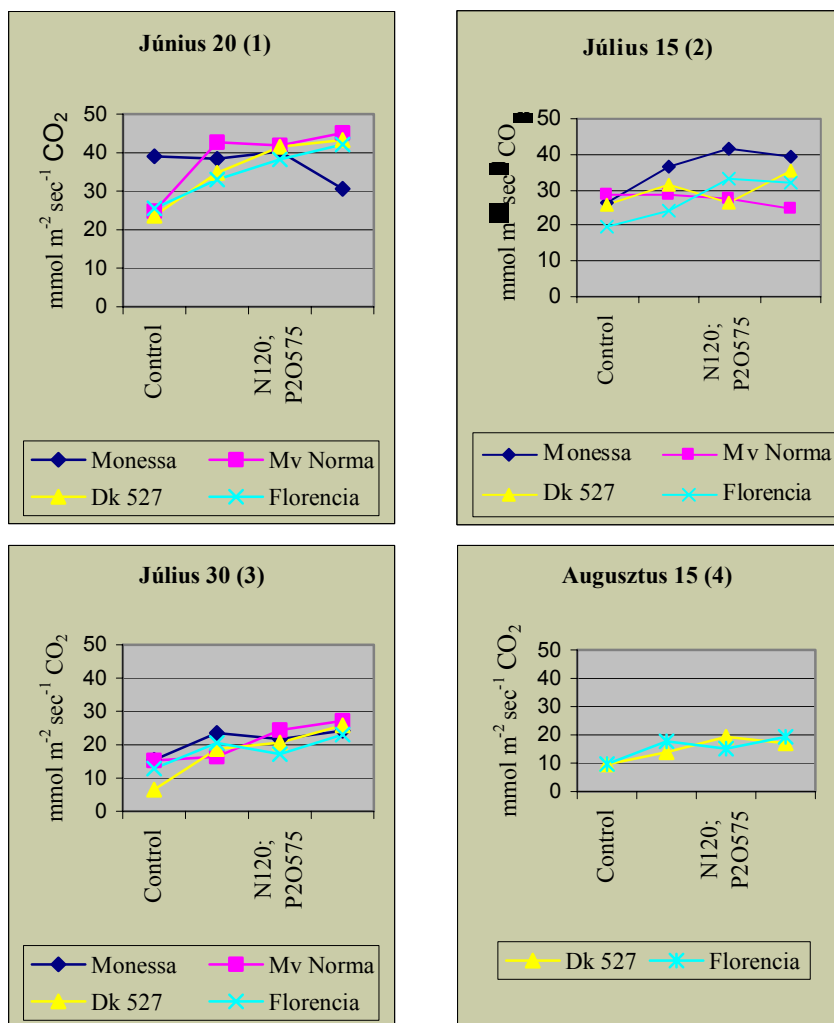 Június 20 (1)
mmol m⁻² sec⁻¹ CO₂
50
40
30
20
10
0
Control
N120;
P2O575
Monessa
Mv Norma
Dk 527
Florencia
Július 15 (2)
mmol m sec CO
50
40
30
20
10
0
Control
N120;
P2O575
Monessa
Mv Norma
Dk 527
Florencia
Július 30 (3)
mmol m⁻² sec⁻¹ CO₂
50
40
30
20
10
0
Control
N120;
P2O575
Monessa
Mv Norma
Dk 527
Florencia
Augusztus 15 (4)
mmol m⁻² sec⁻¹ CO₂
50
40
30
20
10
0
Control
N120;
P2O575
Dk 527
Florencia